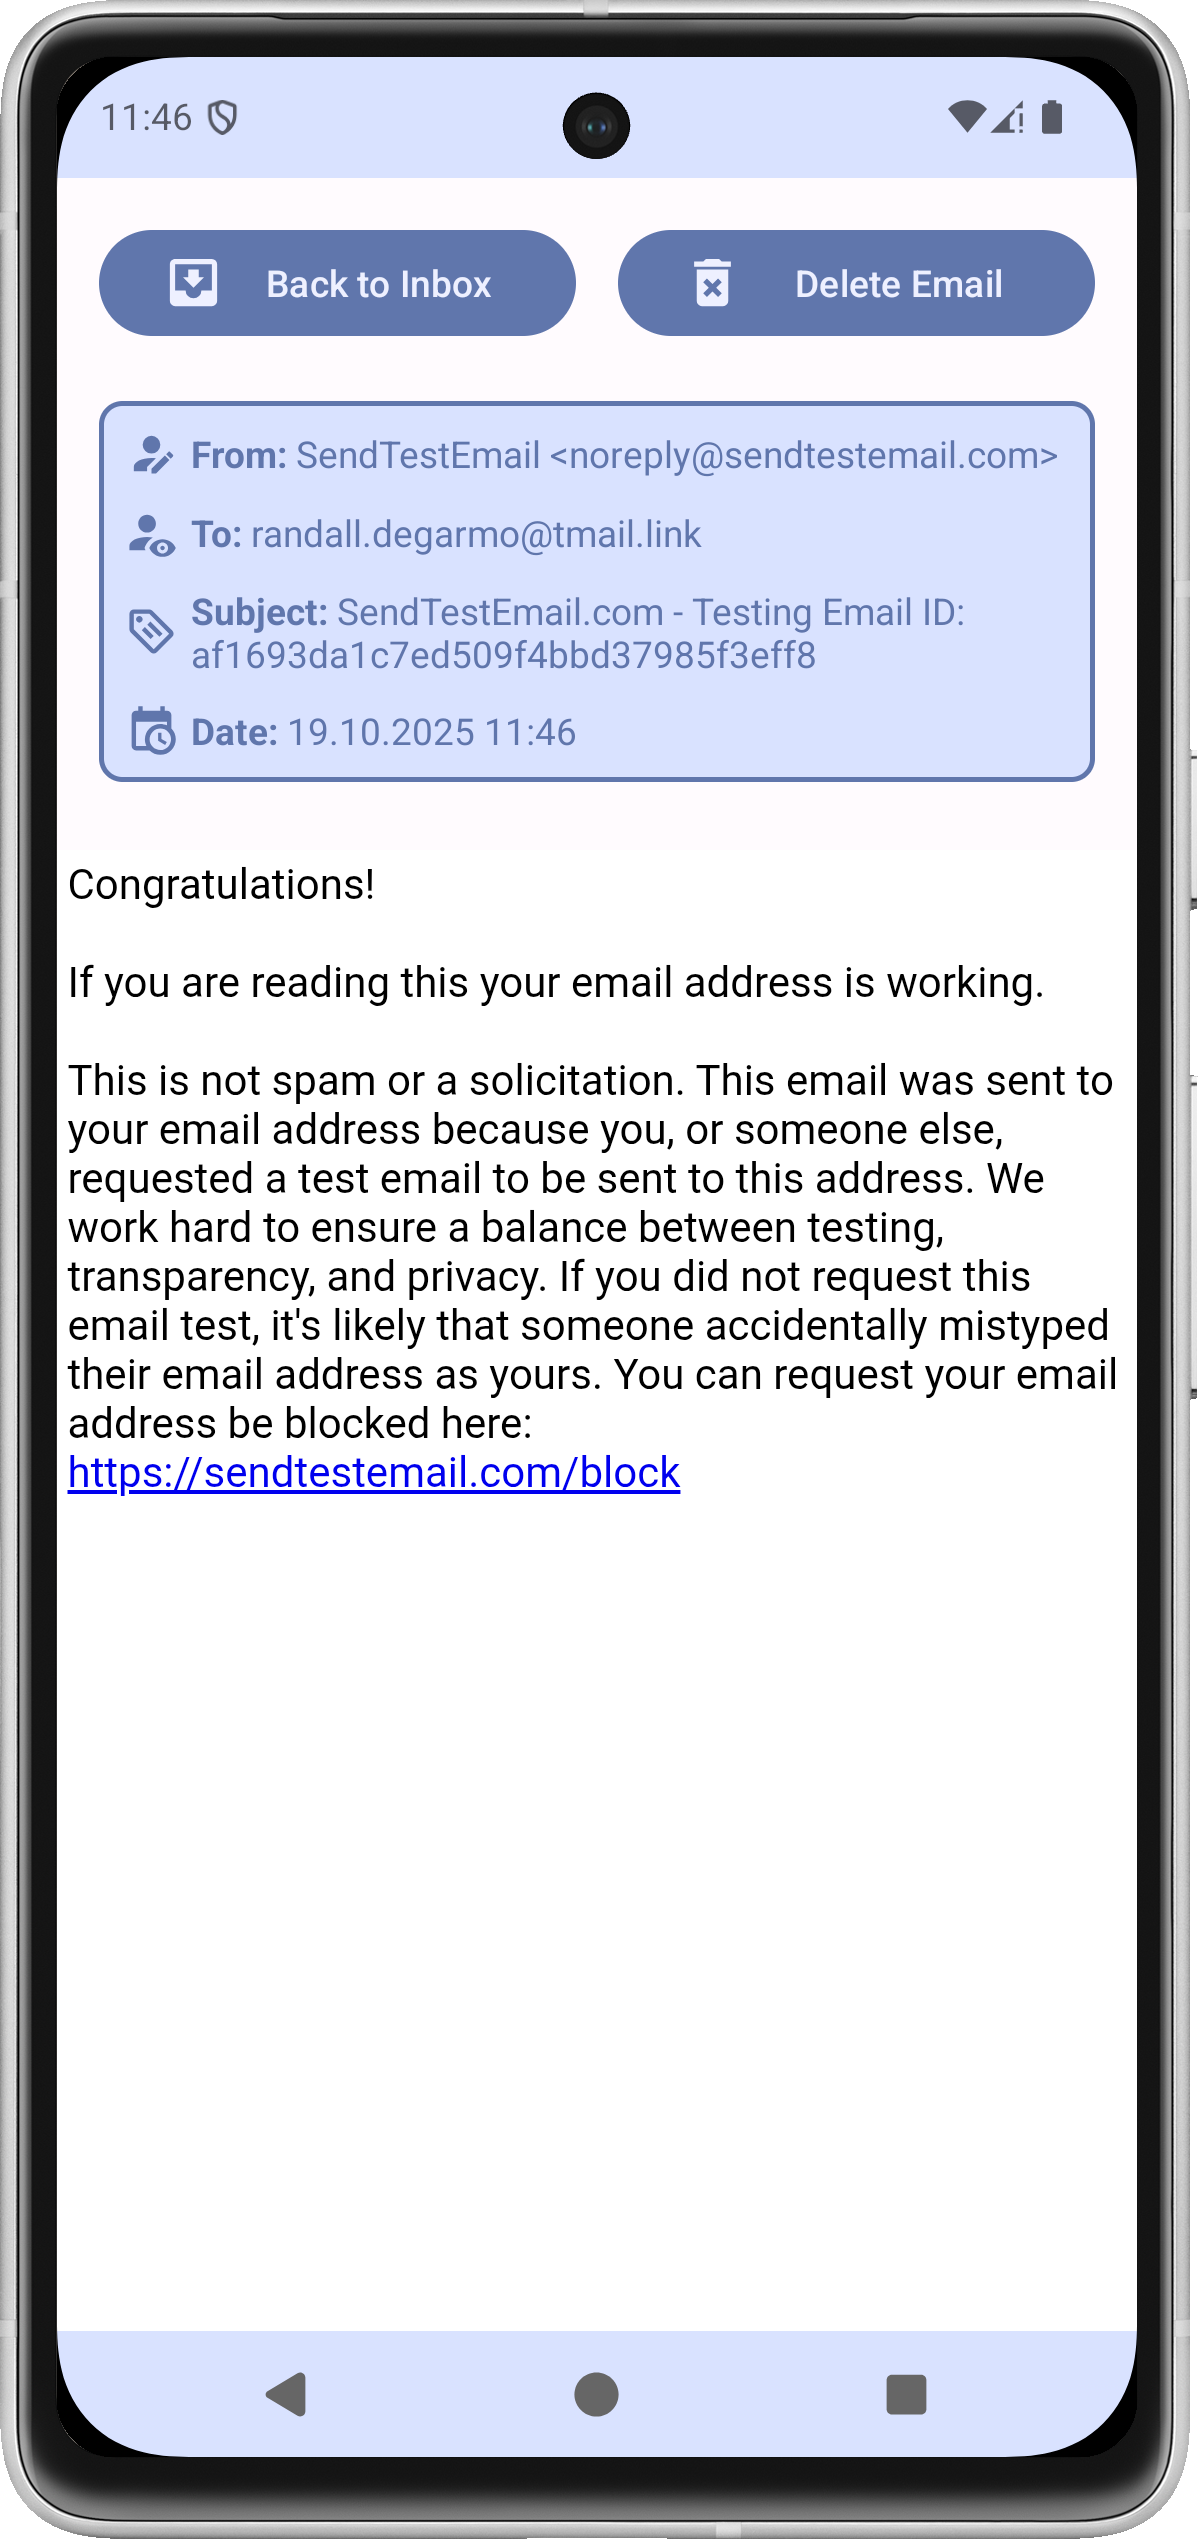 11:46
Back to Inbox
Delete Email
From: SendTestEmail <noreply@sendtestemail.com>
To: randall.degarmo@tmail.link
Subject: SendTestEmail.com - Testing Email ID:
af1693da1c7ed509f4bbd37985f3eff8
Date: 19.10.2025 11:46
Congratulations!
If you are reading this your email address is working.
This is not spam or a solicitation. This email was sent to
your email address because you, or someone else,
requested a test email to be sent to this address. We
work hard to ensure a balance between testing,
transparency, and privacy. If you did not request this
email test, it's likely that someone accidentally mistyped
their email address as yours. You can request your email
address be blocked here:
https://sendtestemail.com/block